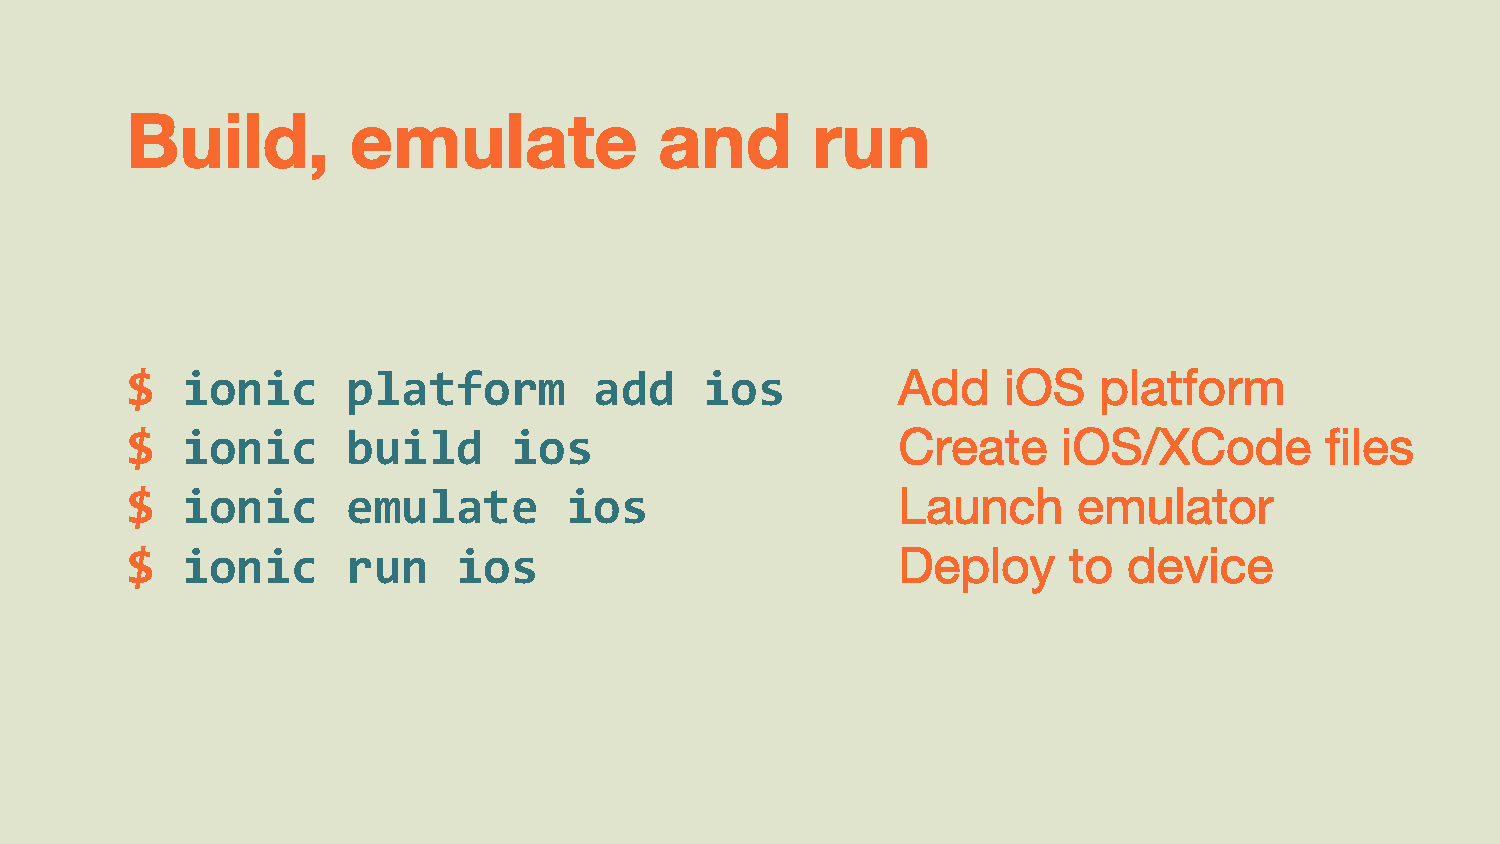 Build, emulate and run
$ ionic platform add ios Add iOS platform
$ ionic build ios Create iOS/XCode files
$ ionic emulate ios Launch emulator
$ ionic run ios Deploy to device